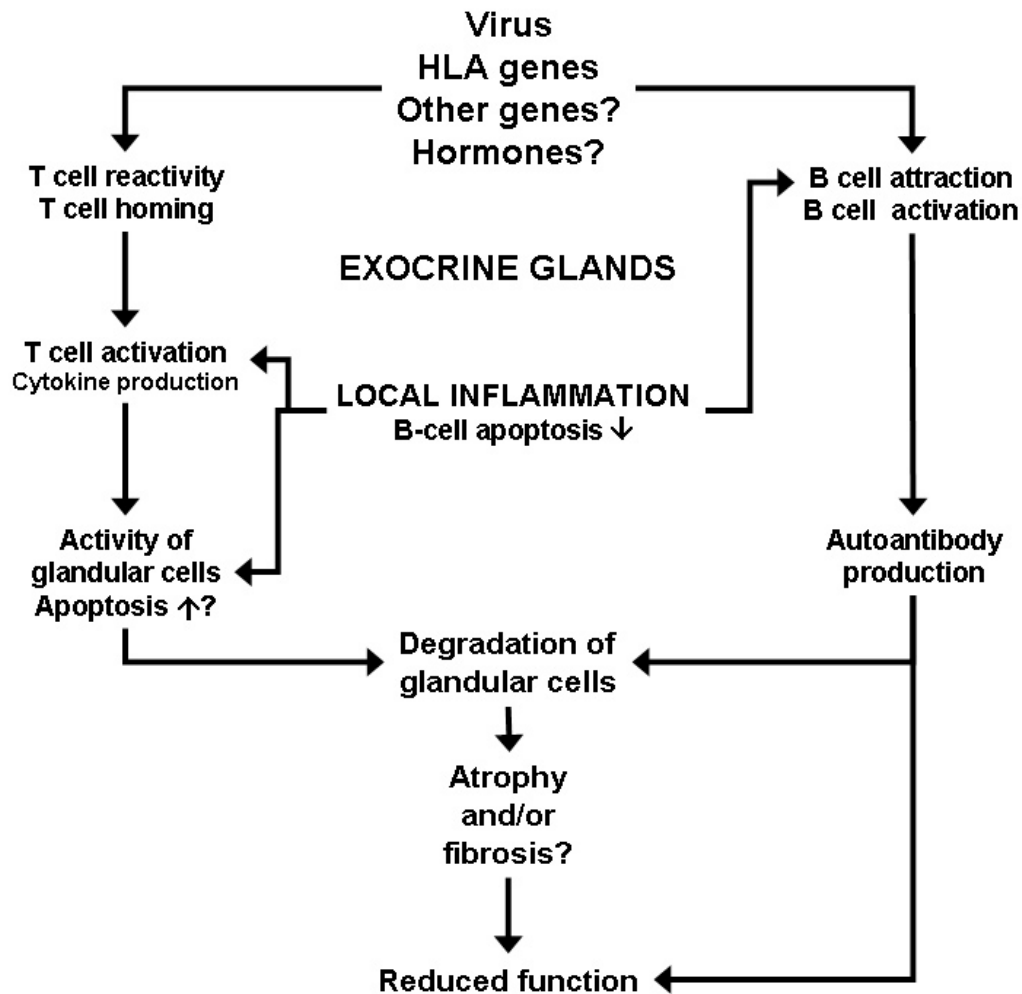 Virus
HLA genes
Other genes?
Hormones?
T cell reactivity
T cell homing
B cell attraction
B cell activation
EXOCRINE GLANDS
T cell activation
Cytokine production
LOCAL INFLAMMATION
B-cell apoptosis ↓
Activity of
glandular cells
Apoptosis ↑?
Autoantibody
production
Degradation of
glandular cells
Atrophy
and/or
fibrosis?
Reduced function